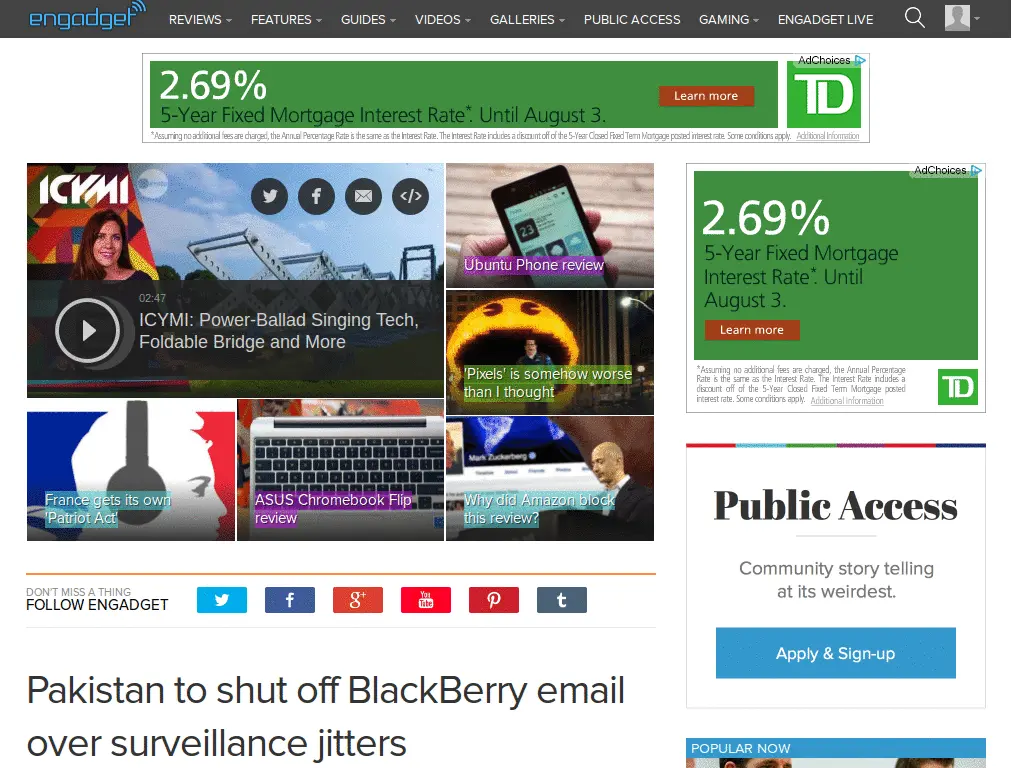 engadget
REVIEWS FEATURES GUIDES VIDEOS GALLERIES PUBLIC ACCESS GAMING ENGADGET LIVE
AdChoices
2.69%
5-Year Fixed Mortgage Interest Rate*. Until August 3.
Learn more
TD
*Assuming no additional fees are charged, the Annual Percentage Rate is the same as the Interest Rate. The Interest Rate includes a discount off of the 5-Year Closed Fixed Term Mortgage posted interest rate. Some conditions apply. Additional Information
ICYMI
02:47
ICYMI: Power-Ballad Singing Tech,
Foldable Bridge and More
23
Ubuntu Phone review
'Pixels' is somehow worse
than I thought
France gets its own
'Patriot Act'
ASUS Chromebook Flip
review
Mark Zuckerberg
Why did Amazon block
this review?
AdChoices
2.69%
5-Year Fixed Mortgage
Interest Rate*. Until
August 3.
Learn more
*Assuming no additional fees are charged, the Annual Percentage
Rate is the same as the Interest Rate. The Interest Rate includes a
discount off of the 5-Year Closed Fixed Term Mortgage posted
interest rate. Some conditions apply. Additional Information
TD
DON'T MISS A THING
FOLLOW ENGADGET
f
g+
You
Tube
t
Public Access
Community story telling
at its weirdest.
Apply & Sign-up
Pakistan to shut off BlackBerry email
over surveillance jitters
POPULAR NOW